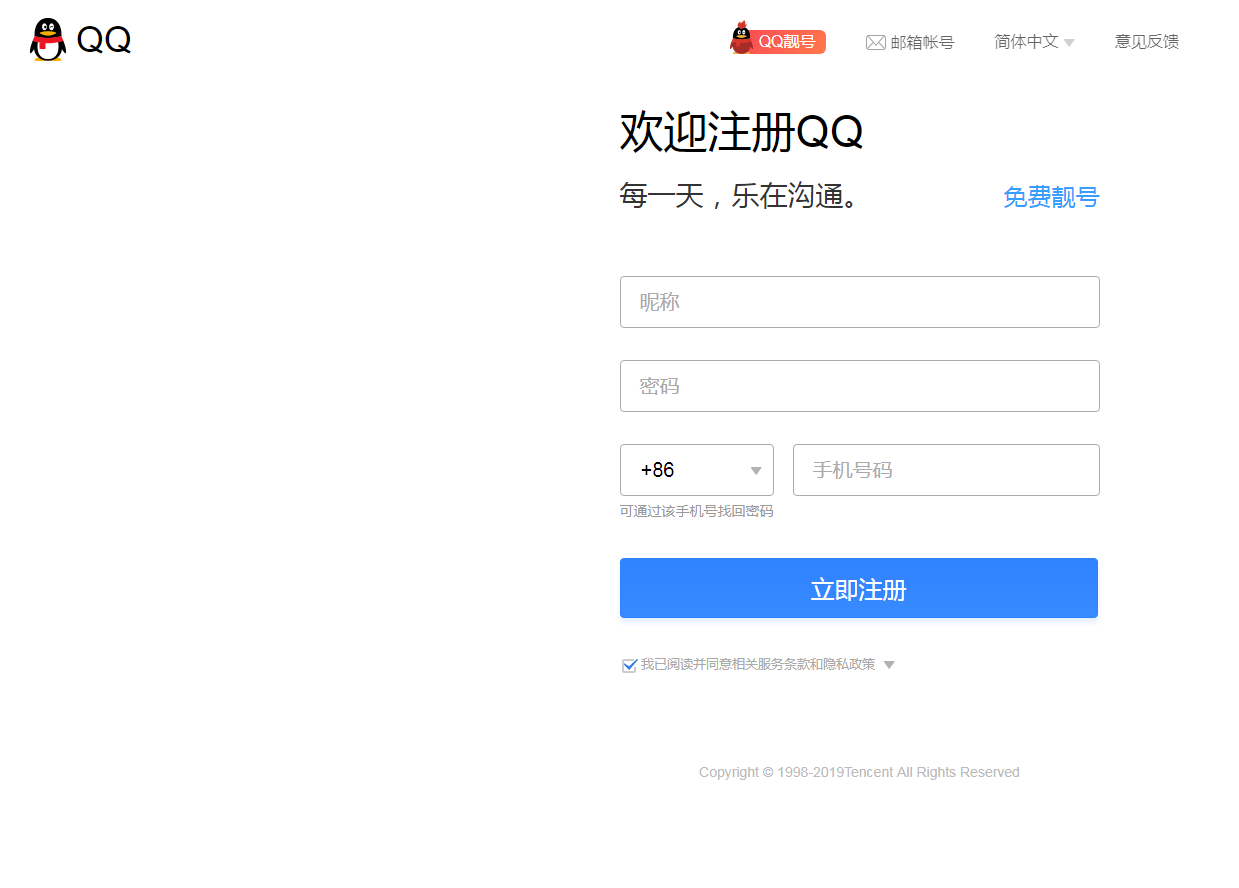 QQ
QQ靓号
邮箱帐号
简体中文
意见反馈
欢迎注册QQ
每一天，乐在沟通。
免费靓号
昵称
密码
+86
手机号码
可通过该手机号找回密码
立即注册
我已阅读并同意相关服务条款和隐私政策
Copyright © 1998-2019Tencent All Rights Reserved